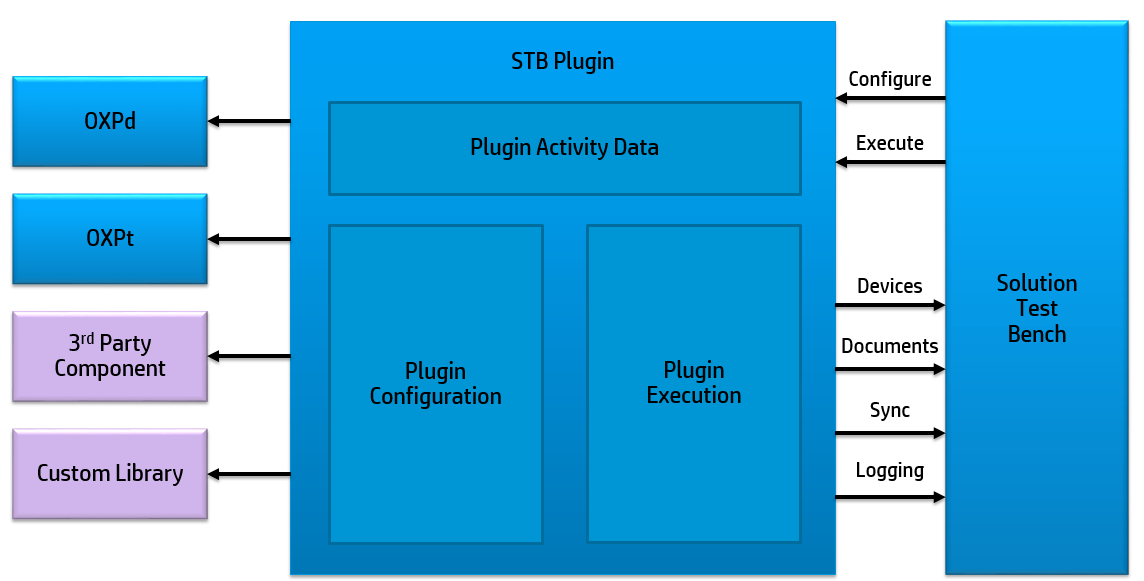 STB Plugin
Plugin Activity Data
Plugin
Configuration
Plugin
Execution
OXPd
OXPt
3rd Party
Component
Custom Library
Configure
Execute
Devices
Documents
Sync
Logging
Solution
Test
Bench